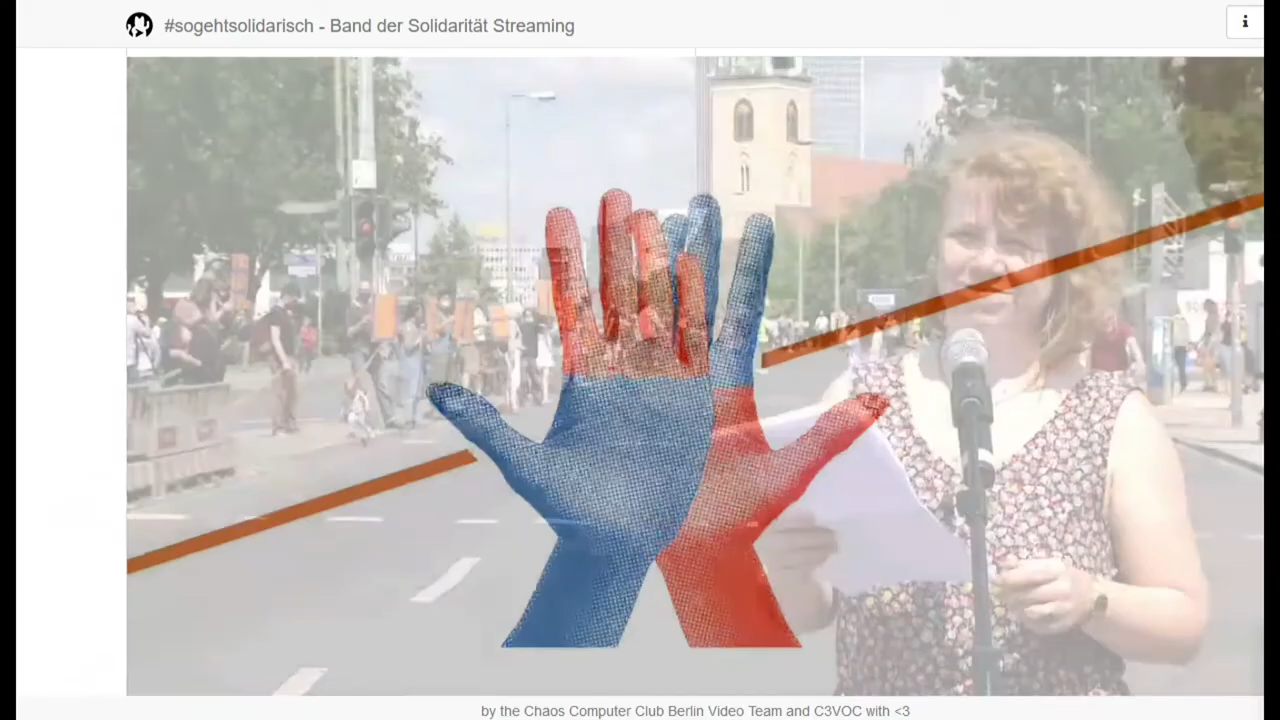 #sogehtsolidarisch - Band der Solidarität Streaming
by the Chaos Computer Club Berlin Video Team and C3VOC with <3